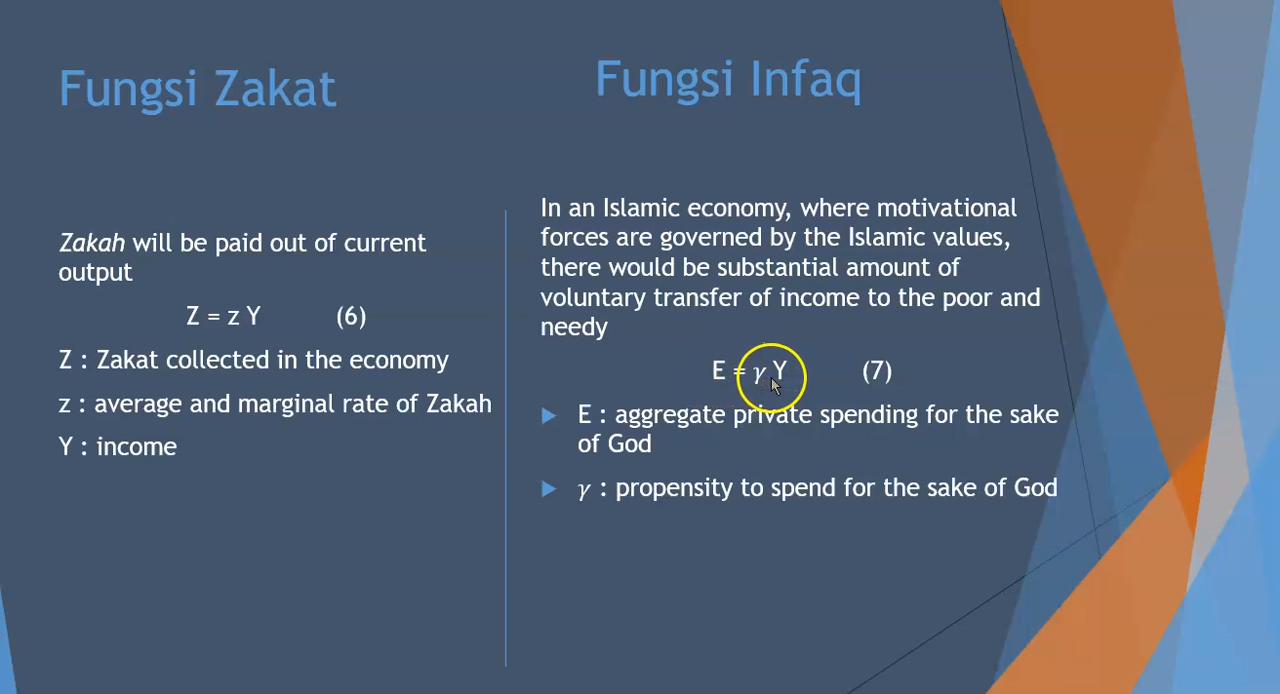 Fungsi Zakat
Zakah will be paid out of current
output
Z = z Y (6)
Z : Zakat collected in the economy
z : average and marginal rate of Zakah
Y : income
Fungsi Infaq
In an Islamic economy, where motivational
forces are governed by the Islamic values,
there would be substantial amount of
voluntary transfer of income to the poor and
needy
E = γ Y (7)
E : aggregate private spending for the sake
of God
γ : propensity to spend for the sake of God